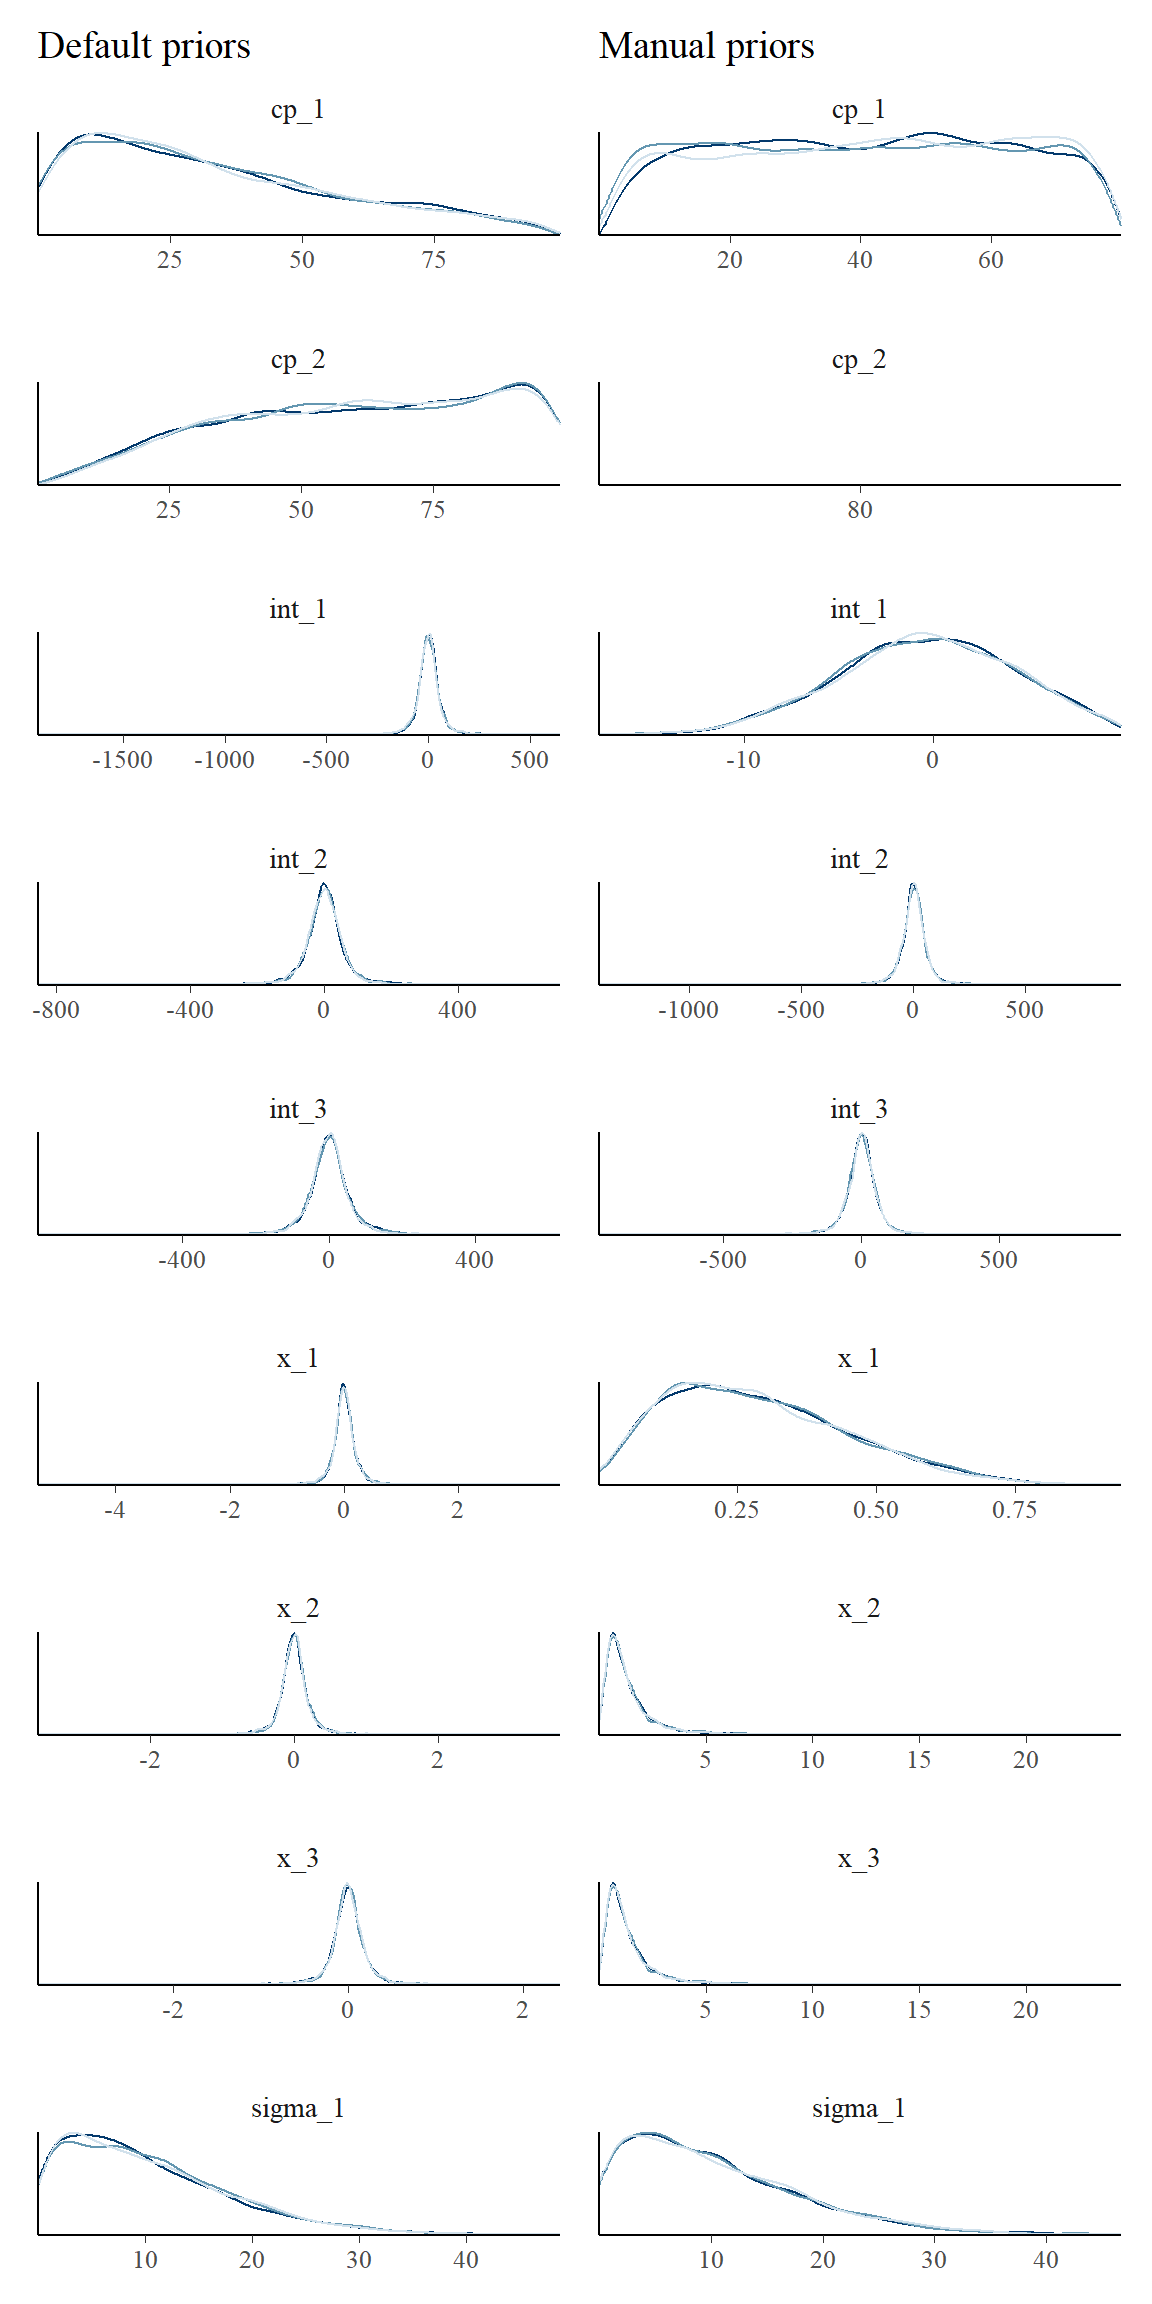 Default priors Manual priors
cp_1 cp_1
25 50 75 20 40 60
cp_2 cp_2
25 50 75 80
int_1 int_1
-1500 -1000 -500 0 500 -10 0
int_2 int_2
-800 -400 0 400 -1000 -500 0 500
int_3 int_3
-400 0 400 -500 0 500
x_1 x_1
-4 -2 0 2 0.25 0.50 0.75
x_2 x_2
-2 0 2 5 10 15 20
x_3 x_3
-2 0 2 5 10 15 20
sigma_1 sigma_1
10 20 30 40 10 20 30 40